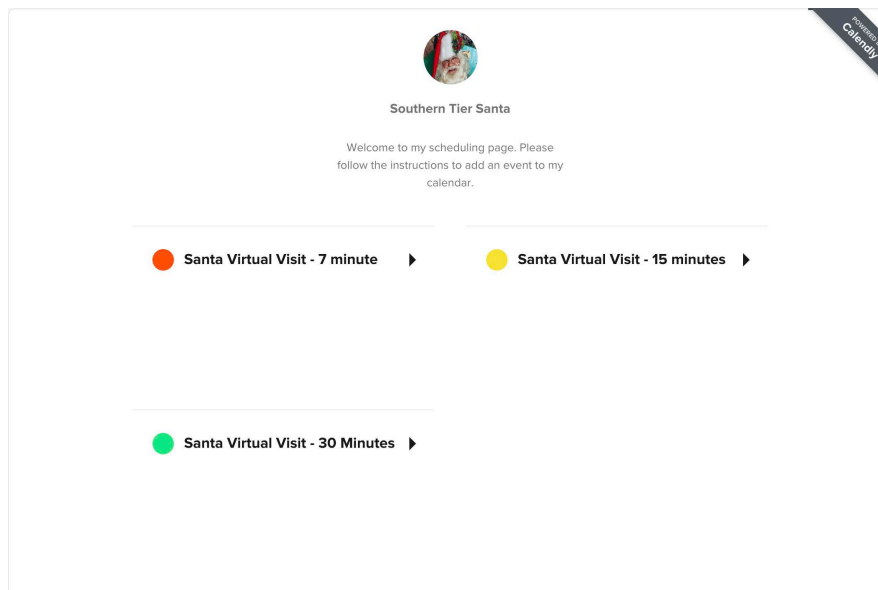 POWERED
Calendly
Southern Tier Santa
Welcome to my scheduling page. Please
follow the instructions to add an event to my
calendar.
Santa Virtual Visit - 7 minute
Santa Virtual Visit - 15 minutes
Santa Virtual Visit - 30 Minutes